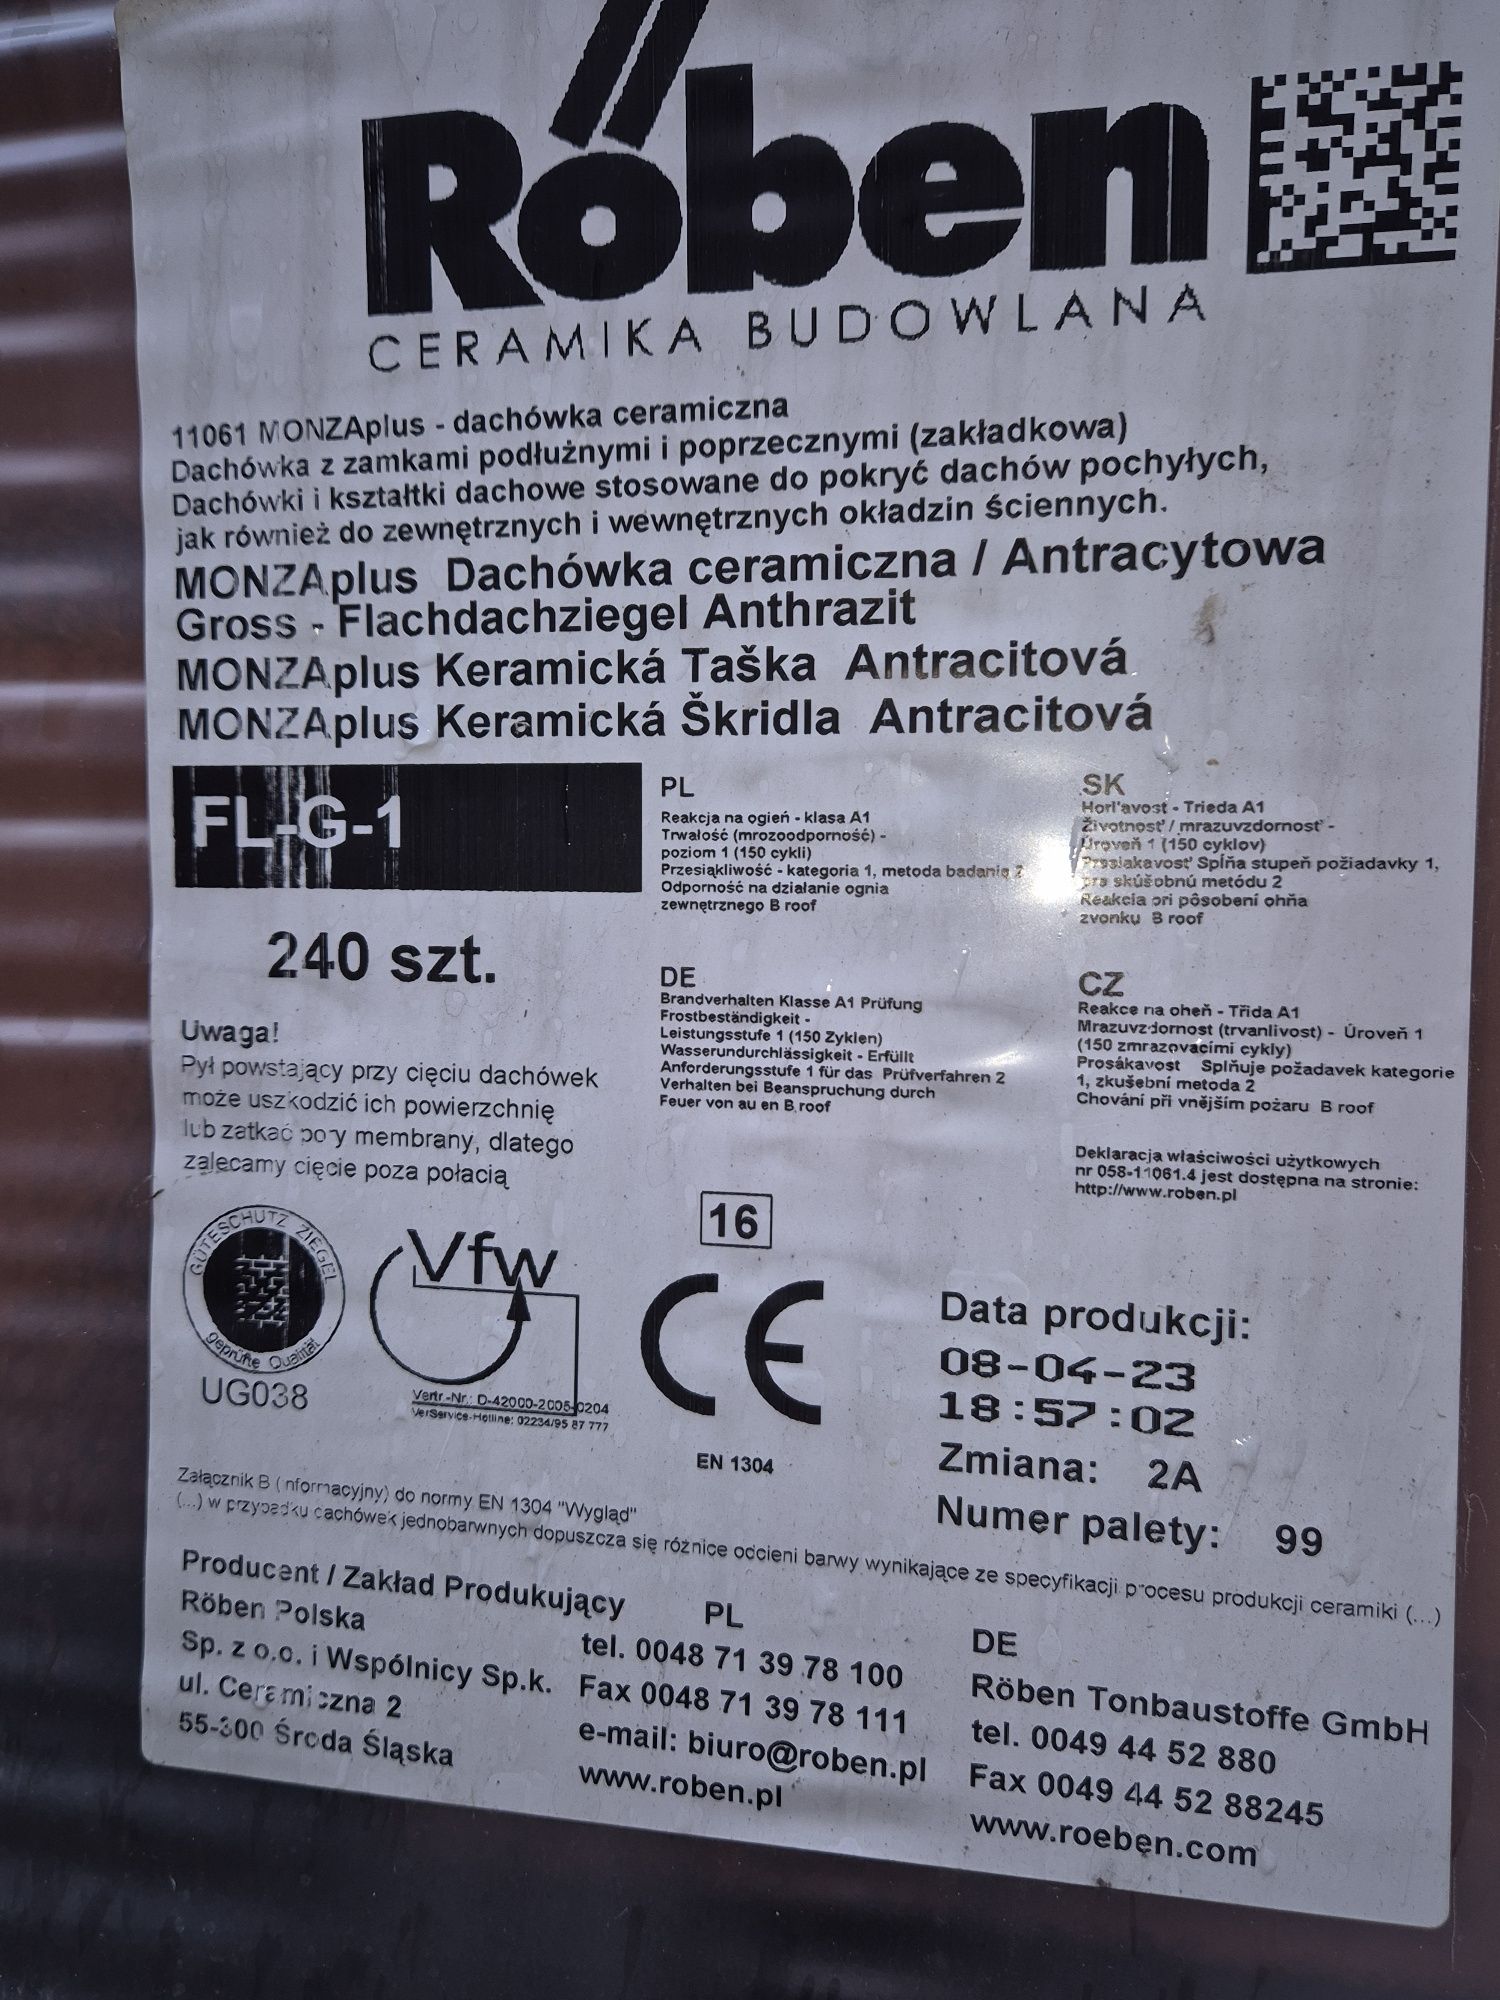 Röben
CERAMIKA BUDOWLANA
11061 MONZAplus - dachówka ceramiczna
Dachówka z zamkami podłużnymi i poprzecznymi (zakładkowa)
Dachówki i kształtki dachowe stosowane do pokryć dachów pochyłych,
jak również do zewnętrznych i wewnętrznych okładzin ściennych.
MONZAplus Dachówka ceramiczna / Antracytowa
Gross - Flachdachziegel Anthrazit
MONZAplus Keramická Taška Antracitová
MONZAplus Keramická Škridla Antracitová
FL-G-1
240 szt.
Uwaga!
Pył powstający przy cięciu dachówek
może uszkodzić ich powierzchnię
lub zatkać pory membrany, dlatego
zalecamy cięcie poza połacią
PL
Reakcja na ogień - klasa A1
Trwałość (mrozoodporność) -
poziom 1 (150 cykli)
Przesiąkliwość - kategoria 1, metoda badania 2
Odporność na działanie ognia
zewnętrznego B roof
SK
Horľavosť - Trieda A1
Životnosť / mrazuvzdornosť -
Úroveň 1 (150 cyklov)
Presiakavosť Spĺňa stupeň požiadavky 1,
pre skúšobnú metódu 2
Reakcia pri pôsobení ohňa
zvonku B roof
DE
Brandverhalten Klasse A1 Prüfung
Frostbeständigkeit -
Leistungsstufe 1 (150 Zyklen)
Wasserundurchlässigkeit - Erfüllt
Anforderungsstufe 1 für das Prüfverfahren 2
Verhalten bei Beanspruchung durch
Feuer von au en B roof
CZ
Reakce na oheň - Třída A1
Mrazuvzdornost (trvanlivost) - Úroveň 1
(150 zmrazovacími cykly)
Prosákavost Splňuje požadavek kategorie
1, zkušební metoda 2
Chování při vnějším požaru B roof
Deklaracja właściwości użytkowych
nr 058-11061.4 jest dostępna na stronie:
http://www.roben.pl
GÜTESCHUTZ ZIEGEL
geprüfte Qualität
UG038
Vfw
Vertr.-Nr.: D-42000-2005-0204
VerService-Hotline: 02234/95 87 777
16
CE
EN 1304
Data produkcji:
08-04-23
18:57:02
Zmiana: 2A
Numer palety: 99
Załącznik B (informacyjny) do normy EN 1304 "Wygląd"
(...) w przypadku dachówek jednobarwnych dopuszcza się różnice odcieni barwy wynikające ze specyfikacji procesu produkcji ceramiki (...)
Producent / Zakład Produkujący
Röben Polska
Sp. z o.o. i Wspólnicy Sp.k.
ul. Ceramiczna 2
55-300 Środa Śląska
PL
tel. 0048 71 39 78 100
Fax 0048 71 39 78 111
e-mail: biuro@roben.pl
www.roben.pl
DE
Röben Tonbaustoffe GmbH
tel. 0049 44 52 880
Fax 0049 44 52 88245
www.roeben.com